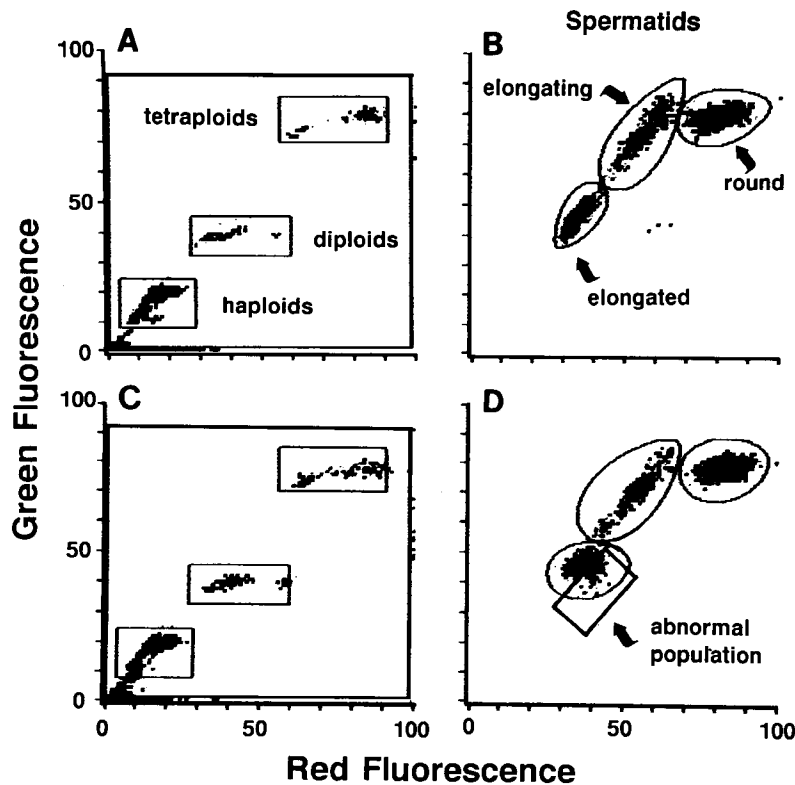 Spermatids
A
B
100
50
0
tetraploids
diploids
haploids
elongating
round
elongated
C
D
100
50
0
abnormal
population
0
50
100
0
50
100
Green Fluorescence
Red Fluorescence